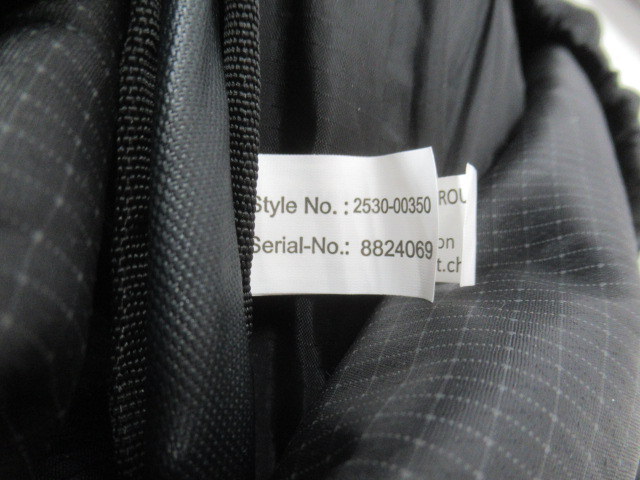 Style No. : 2530-00350
Serial-No.: 8824069
ROU
on
t.ch